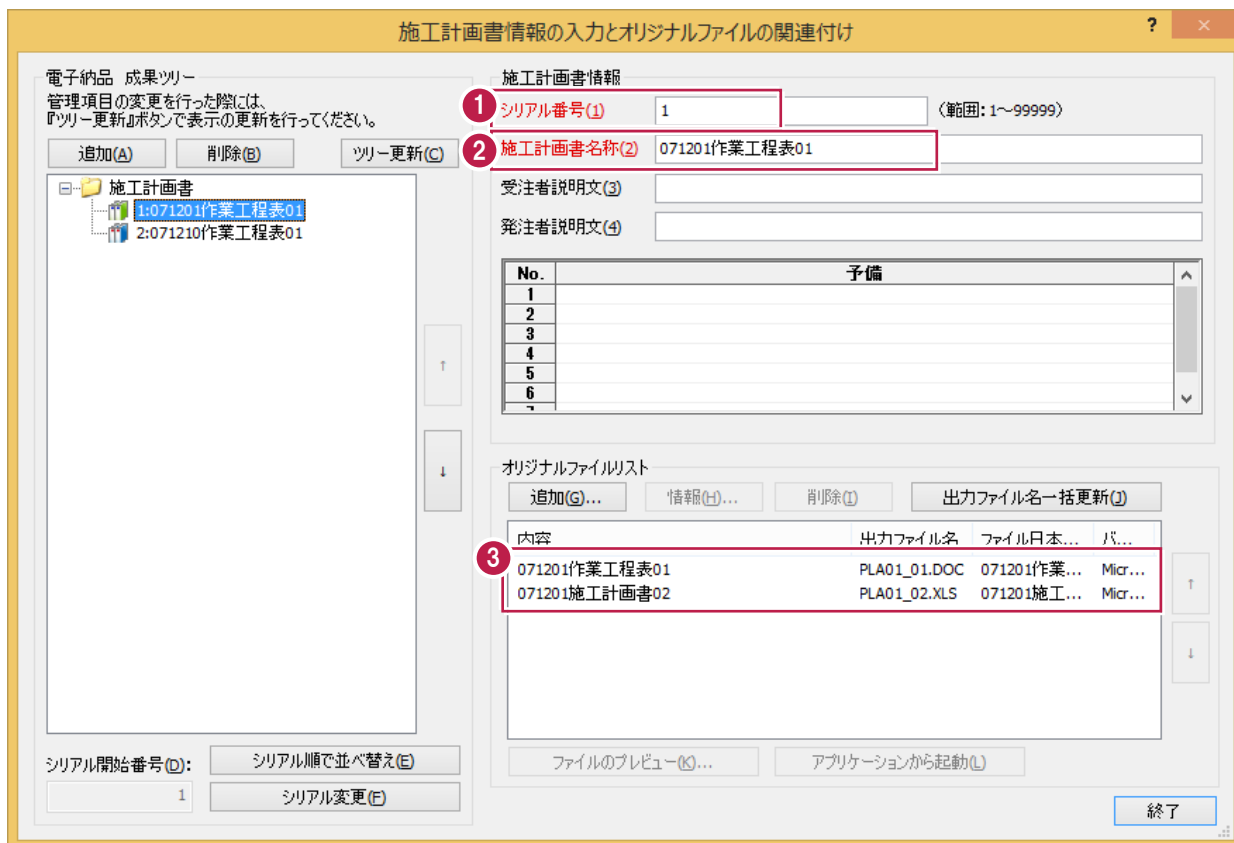 施工計画書情報の入力とオリジナルファイルの関連付け
?
×
電子納品 成果ツリー
管理項目の変更を行った際には、
『ツリー更新』ボタンで表示の更新を行ってください。
追加(A) 削除(B) ツリー更新(C)
施工計画書
1:071201作業工程表01
2:071210作業工程表01
↑
↓
シリアル開始番号(D): シリアル順で並べ替え(E)
1 シリアル変更(F)
施工計画書情報
1 シリアル番号(1) 1 (範囲:1~99999)
2 施工計画書名称(2) 071201作業工程表01
受注者説明文(3)
発注者説明文(4)
No. 予備
1
2
3
4
5
6
オリジナルファイルリスト
追加(G)... 情報(H)... 削除(I) 出力ファイル名一括更新(J)
内容 出力ファイル名 ファイル日本... バ...
3
071201作業工程表01 PLA01_01.DOC 071201作業... Micr...
071201施工計画書02 PLA01_02.XLS 071201施工... Micr...
↑
↓
ファイルのプレビュー(K)... アプリケーションから起動(L)
終了